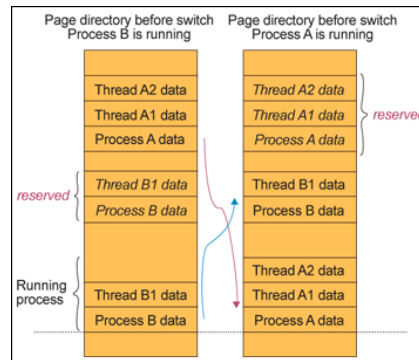 Page directory before switch
Process B is running
Thread A2 data
Thread A1 data
Process A data
reserved
Thread B1 data
Process B data
Running
process
Thread B1 data
Process B data
Page directory before switch
Process A is running
Thread A2 data
Thread A1 data
Process A data
reserved
Thread B1 data
Process B data
Thread A2 data
Thread A1 data
Process A data